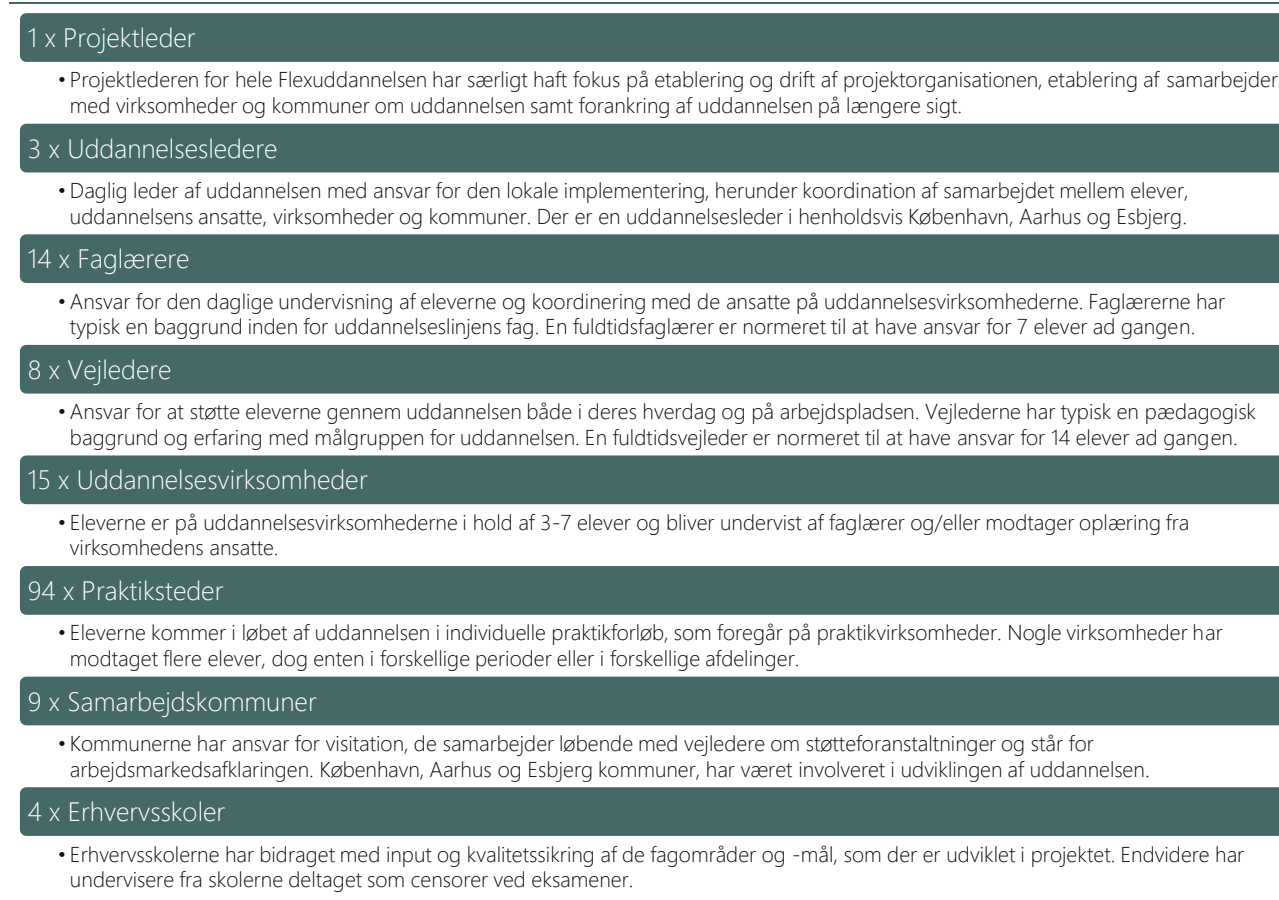 1 x Projektleder
• Projektlederen for hele Flexuddannelsen har særligt haft fokus på etablering og drift af projektorganisationen, etablering af samarbejder
med virksomheder og kommuner om uddannelsen samt forankring af uddannelsen på længere sigt.
3 x Uddannelsesledere
• Daglig leder af uddannelsen med ansvar for den lokale implementering, herunder koordination af samarbejdet mellem elever,
uddannelsens ansatte, virksomheder og kommuner. Der er en uddannelsesleder i henholdsvis København, Aarhus og Esbjerg.
14 x Faglærere
• Ansvar for den daglige undervisning af eleverne og koordinering med de ansatte på uddannelsesvirksomhederne. Faglærerne har
typisk en baggrund inden for uddannelseslinjens fag. En fuldtidsfaglærer er normeret til at have ansvar for 7 elever ad gangen.
8 x Vejledere
• Ansvar for at støtte eleverne gennem uddannelsen både i deres hverdag og på arbejdspladsen. Vejlederne har typisk en pædagogisk
baggrund og erfaring med målgruppen for uddannelsen. En fuldtidsvejleder er normeret til at have ansvar for 14 elever ad gangen.
15 x Uddannelsesvirksomheder
• Eleverne er på uddannelsesvirksomhederne i hold af 3-7 elever og bliver undervist af faglærer og/eller modtager oplæring fra
virksomhedens ansatte.
94 x Praktiksteder
• Eleverne kommer i løbet af uddannelsen i individuelle praktikforløb, som foregår på praktikvirksomheder. Nogle virksomheder har
modtaget flere elever, dog enten i forskellige perioder eller i forskellige afdelinger.
9 x Samarbejdskommuner
• Kommunerne har ansvar for visitation, de samarbejder løbende med vejledere om støtteforanstaltninger og står for
arbejdsmarkedsafklaringen. København, Aarhus og Esbjerg kommuner, har været involveret i udviklingen af uddannelsen.
4 x Erhvervsskoler
• Erhvervsskolerne har bidraget med input og kvalitetssikring af de fagområder og -mål, som der er udviklet i projektet. Endvidere har
undervisere fra skolerne deltaget som censorer ved eksamener.